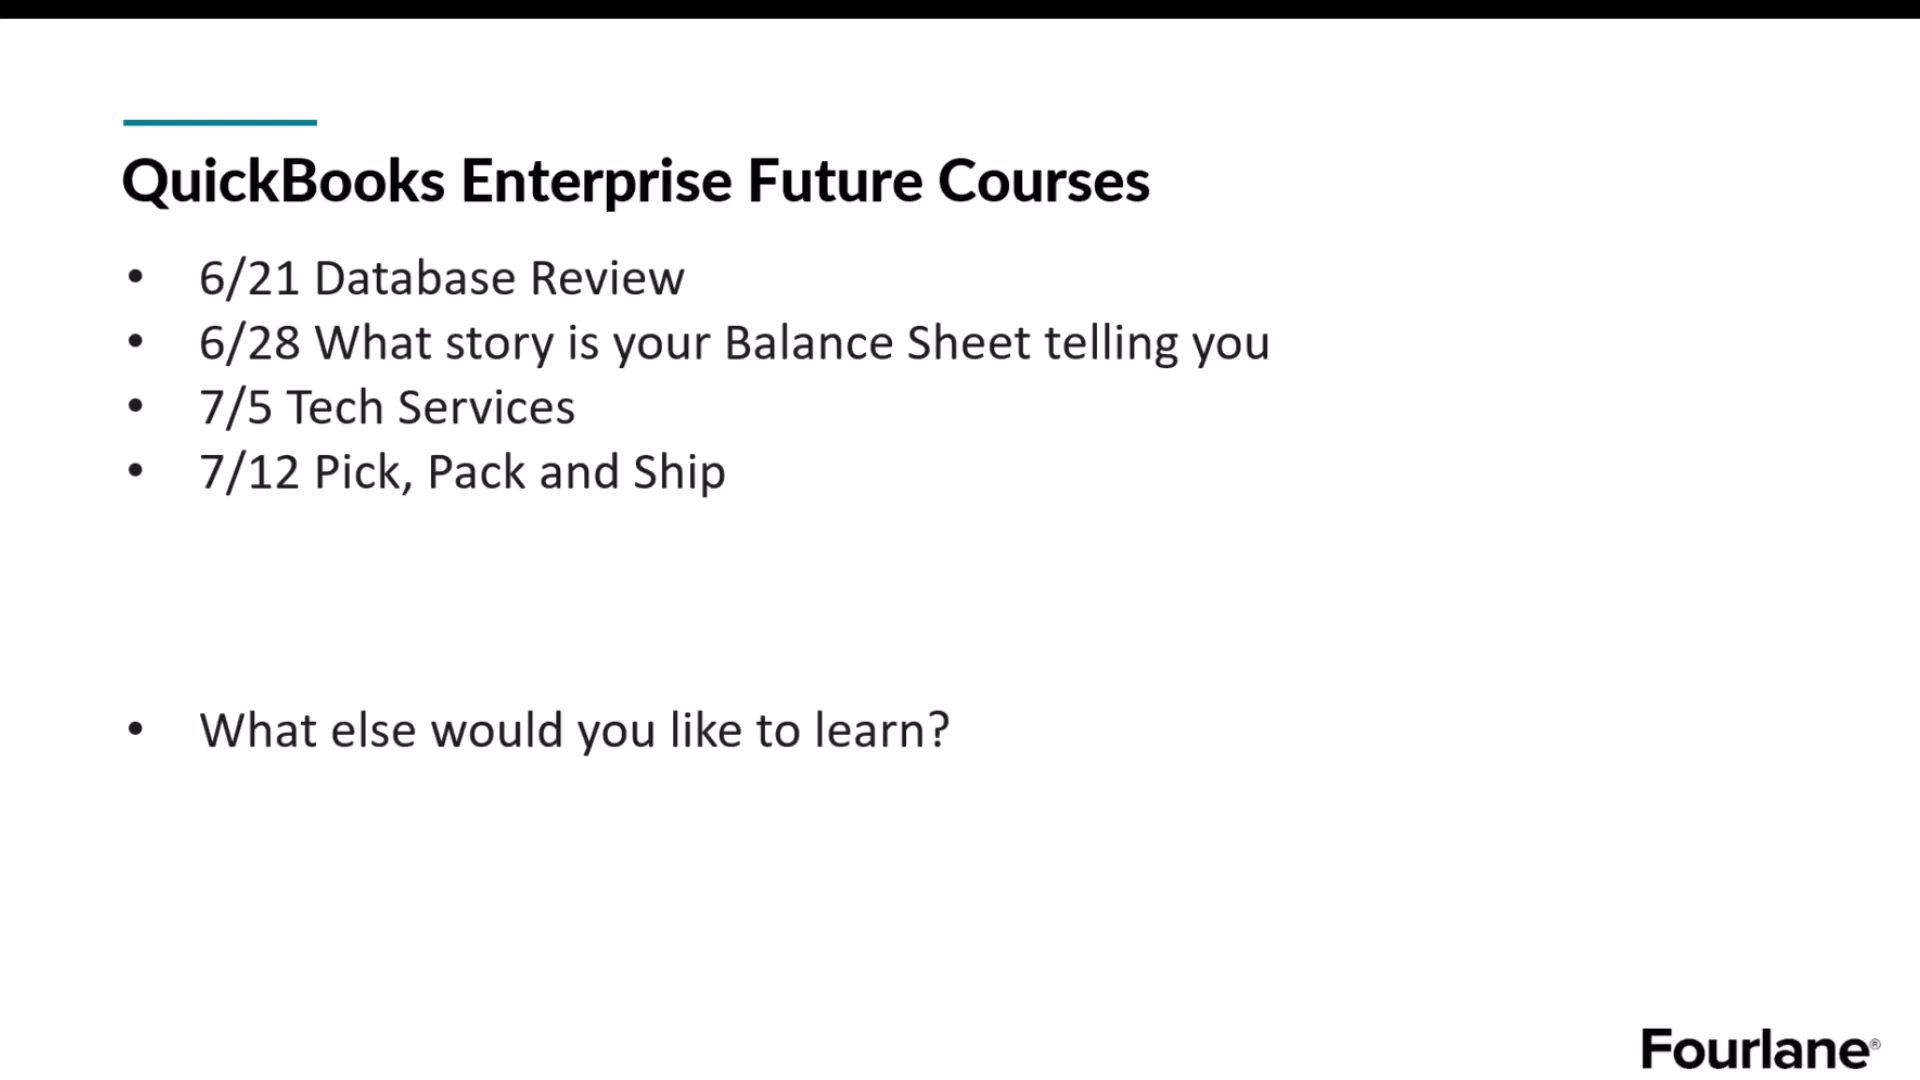 QuickBooks Enterprise Future Courses
• 6/21 Database Review
• 6/28 What story is your Balance Sheet telling you
• 7/5 Tech Services
• 7/12 Pick, Pack and Ship
• What else would you like to learn?
Fourlane®